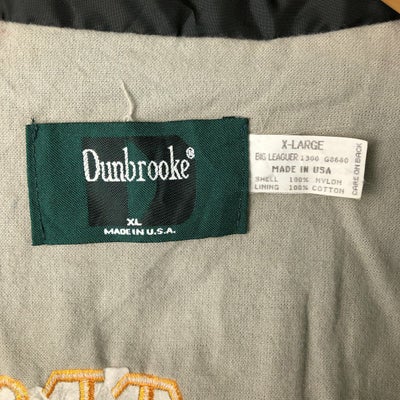 Dunbrooke®
XL
MADE IN U.S.A.
X-LARGE
BIG LEAGUER 1300 G8660
MADE IN USA
SHELL 100% NYLON
LINING 100% COTTON
CARE ON BACK